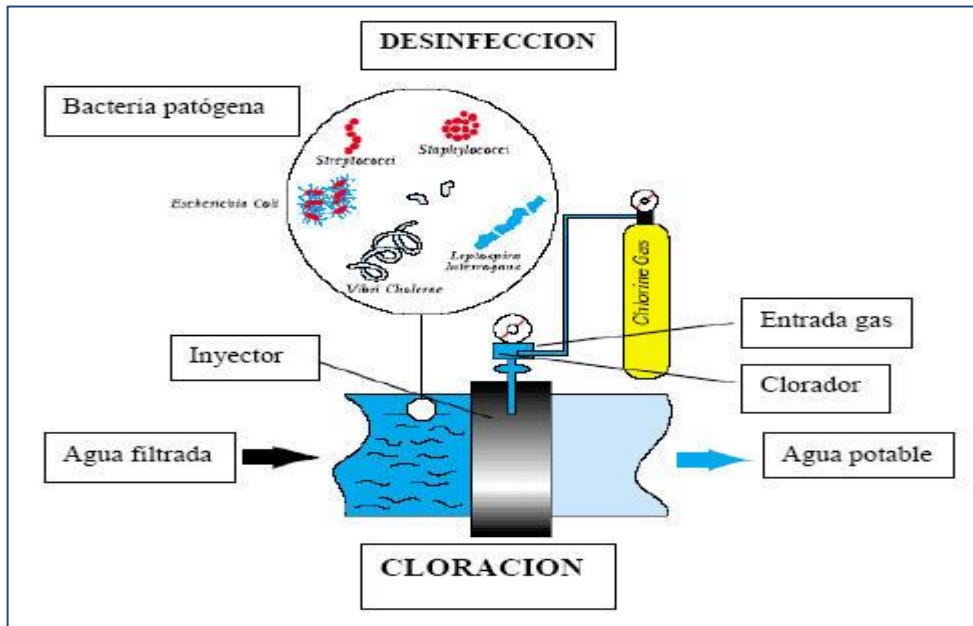 DESINFECCION
Bacteria patógena
Streptococci
Staphylococci
Escherichia Coli
Leptospira
Interrogans
Vibri Cholerae
Chlorine Gas
Entrada gas
Inyector
Clorador
Agua filtrada
Agua potable
CLORACION